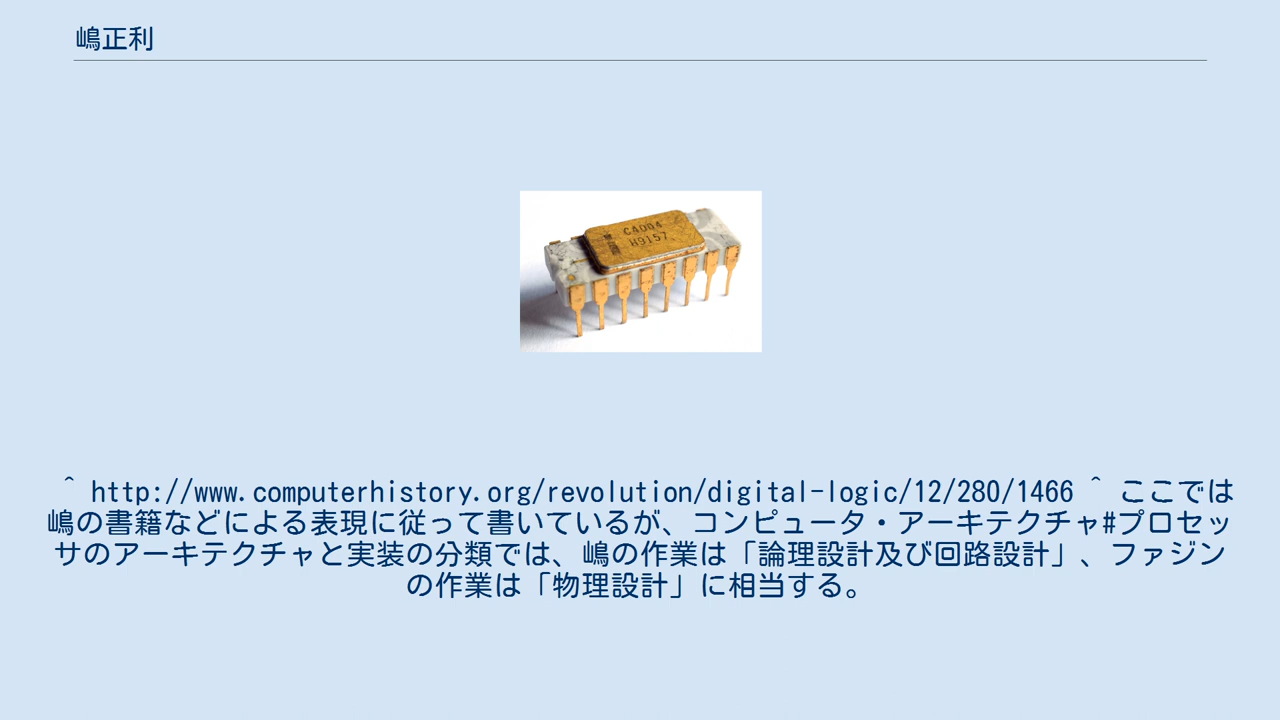 嶋正利
C4004
H9157
^ http://www.computerhistory.org/revolution/digital-logic/12/280/1466 ^ ここでは
嶋の書籍などによる表現に従って書いているが、コンピュータ・アーキテクチャ#プロセッ
サのアーキテクチャと実装の分類では、嶋の作業は「論理設計及び回路設計」、ファジン
の作業は「物理設計」に相当する。